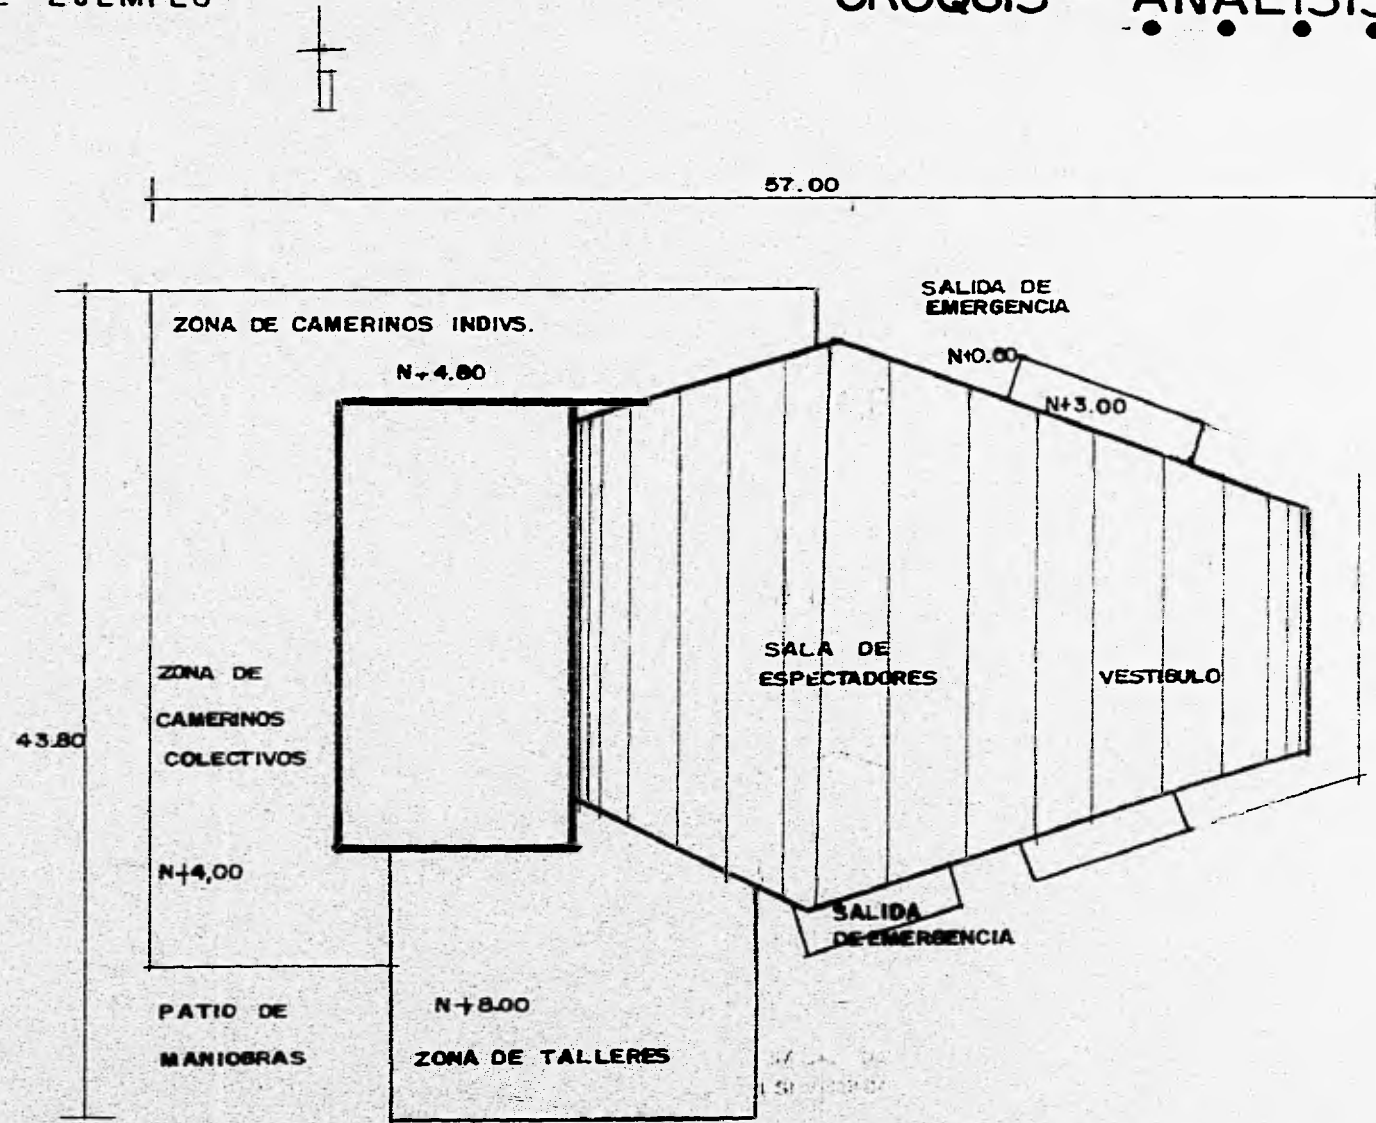 EJEMPLO
CROQUIS ANALISIS
57.00
SALIDA DE
EMERGENCIA
ZONA DE CAMERINOS INDIVS.
N+0.60
N+4.80
N+3.00
SALA DE
ESPECTADORES
VESTIBULO
ZONA DE
CAMERINOS
COLECTIVOS
43.80
N+4,00
SALIDA
DE EMERGENCIA
PATIO DE
MANIOBRAS
N+8.00
ZONA DE TALLERES